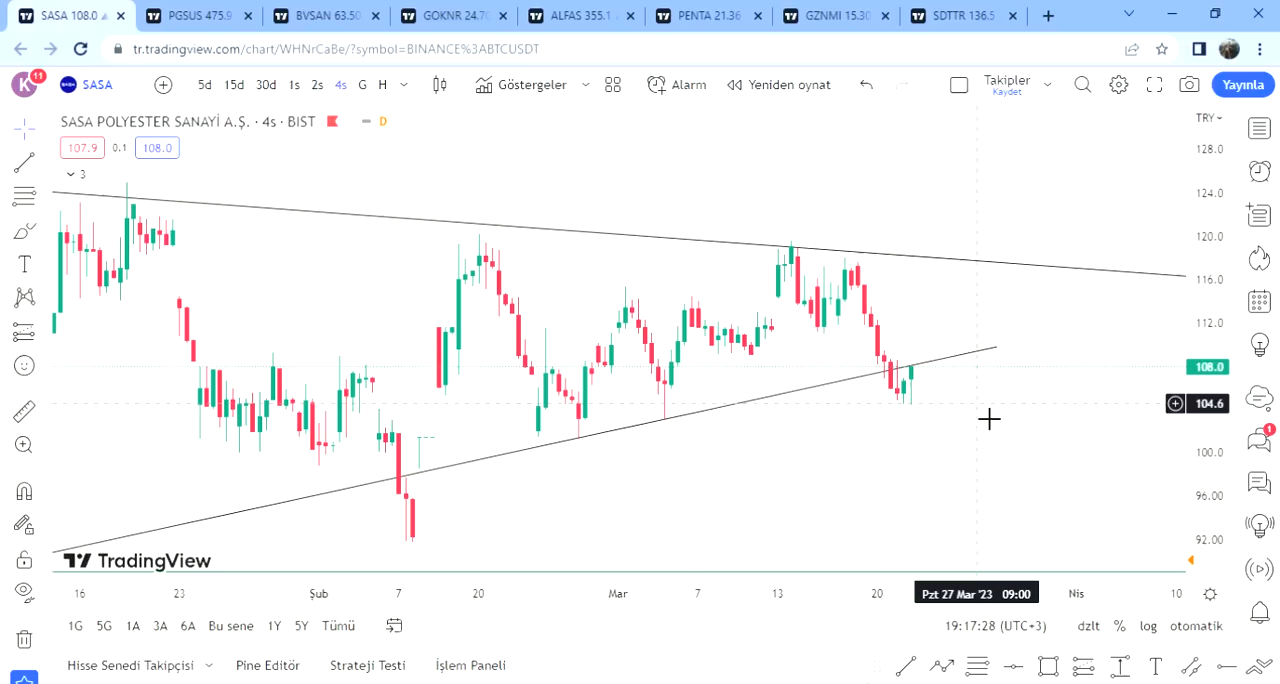 SASA 108.0
PGSUS 475.9
BVSAN 63.50
GOKNR 24.70
ALFAS 355.1
PENTA 21.36
GZNMI 15.30
SDTTR 136.5
tr.tradingview.com/chart/WHNrCaBe/?symbol=BINANCE%3ABTCUSDT
K 11 SASA 5d 15d 30d 1s 2s 4s G H Göstergeler Alarm Yeniden oynat Takipler Yayınla
Kaydet
SASA POLYESTER SANAYİ A.Ş. · 4s · BIST D
TRY
107.9 0.1 108.0
3
128.0
124.0
120.0
116.0
112.0
108.0
104.6
100.0
96.00
92.00
1
TradingView
16 23 Şub 7 20 Mar 7 13 20 Pzt 27 Mar '23 09:00 Nis 10
1G 5G 1A 3A 6A Bu sene 1Y 5Y Tümü 19:17:28 (UTC+3) dzlt % log otomatik
Hisse Senedi Takipçisi Pine Editör Strateji Testi İşlem Paneli